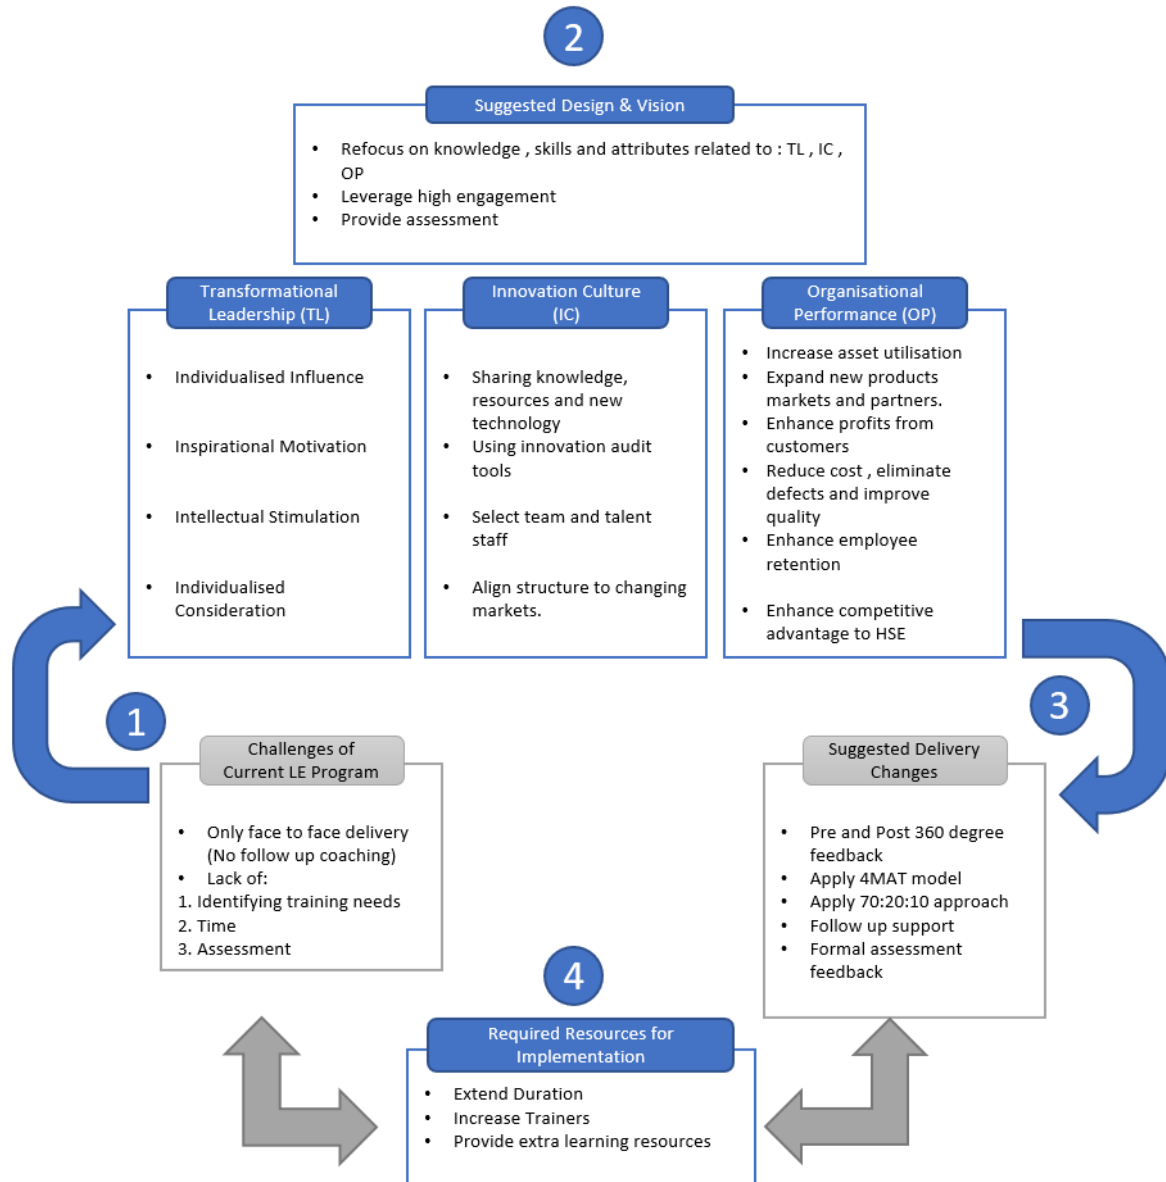 2
Suggested Design & Vision
• Refocus on knowledge , skills and attributes related to : TL , IC ,
OP
• Leverage high engagement
• Provide assessment
Transformational
Leadership (TL)
• Individualised Influence
• Inspirational Motivation
• Intellectual Stimulation
• Individualised
Consideration
Innovation Culture
(IC)
• Sharing knowledge,
resources and new
technology
• Using innovation audit
tools
• Select team and talent
staff
• Align structure to changing
markets.
Organisational
Performance (OP)
• Increase asset utilisation
• Expand new products
markets and partners.
• Enhance profits from
customers
• Reduce cost , eliminate
defects and improve
quality
• Enhance employee
retention
• Enhance competitive
advantage to HSE
1
Challenges of
Current LE Program
• Only face to face delivery
(No follow up coaching)
• Lack of:
1. Identifying training needs
2. Time
3. Assessment
3
Suggested Delivery
Changes
• Pre and Post 360 degree
feedback
• Apply 4MAT model
• Apply 70:20:10 approach
• Follow up support
• Formal assessment
feedback
4
Required Resources for
Implementation
• Extend Duration
• Increase Trainers
• Provide extra learning resources